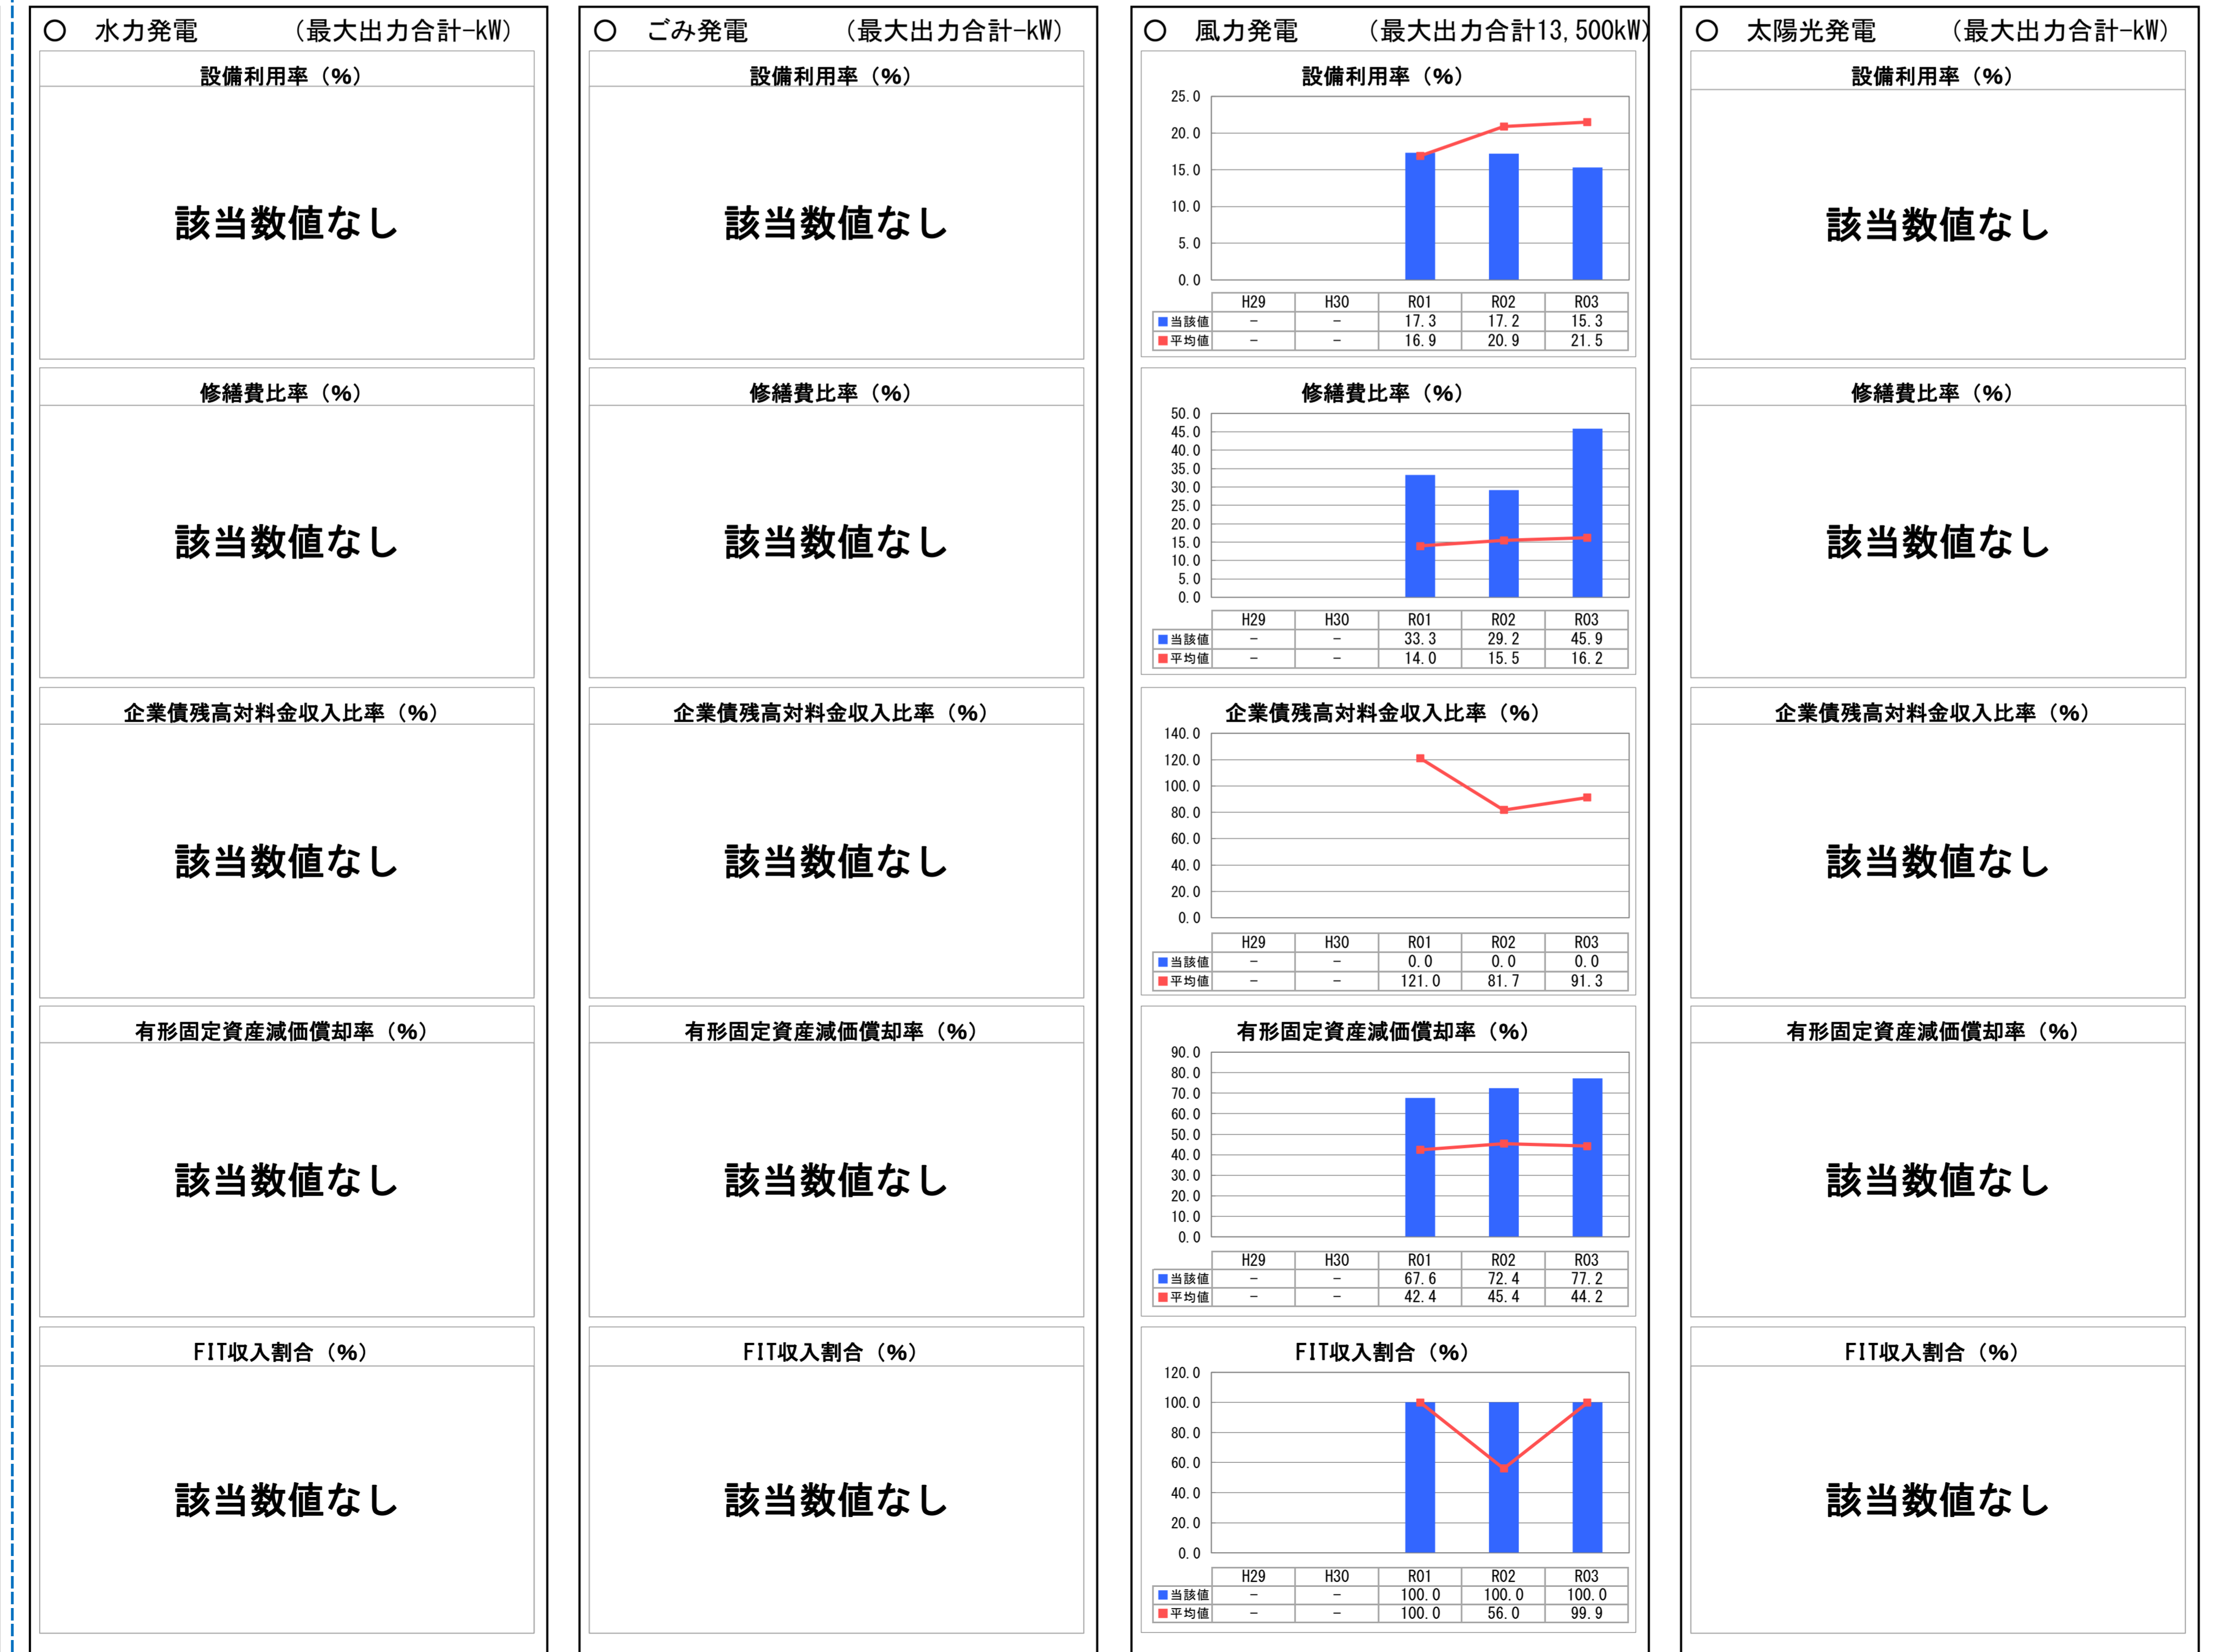 ○ 水力発電 (最大出力合計-kW)
設備利用率（%）
該当数値なし
修繕費比率（%）
該当数値なし
企業債残高対料金収入比率（%）
該当数値なし
有形固定資産減価償却率（%）
該当数値なし
FIT収入割合（%）
該当数値なし
○ ごみ発電 (最大出力合計-kW)
設備利用率（%）
該当数値なし
修繕費比率（%）
該当数値なし
企業債残高対料金収入比率（%）
該当数値なし
有形固定資産減価償却率（%）
該当数値なし
FIT収入割合（%）
該当数値なし
○ 風力発電 (最大出力合計13,500kW)
設備利用率（%）
25.0
20.0
15.0
10.0
5.0
0.0
H29 H30 R01 R02 R03
当該値 - - 17.3 17.2 15.3
平均値 - - 16.9 20.9 21.5
修繕費比率（%）
50.0
45.0
40.0
35.0
30.0
25.0
20.0
15.0
10.0
5.0
0.0
H29 H30 R01 R02 R03
当該値 - - 33.3 29.2 45.9
平均値 - - 14.0 15.5 16.2
企業債残高対料金収入比率（%）
140.0
120.0
100.0
80.0
60.0
40.0
20.0
0.0
H29 H30 R01 R02 R03
当該値 - - 0.0 0.0 0.0
平均値 - - 121.0 81.7 91.3
有形固定資産減価償却率（%）
90.0
80.0
70.0
60.0
50.0
40.0
30.0
20.0
10.0
0.0
H29 H30 R01 R02 R03
当該値 - - 67.6 72.4 77.2
平均値 - - 42.4 45.4 44.2
FIT収入割合（%）
120.0
100.0
80.0
60.0
40.0
20.0
0.0
H29 H30 R01 R02 R03
当該値 - - 100.0 100.0 100.0
平均値 - - 100.0 56.0 99.9
○ 太陽光発電 (最大出力合計-kW)
設備利用率（%）
該当数値なし
修繕費比率（%）
該当数値なし
企業債残高対料金収入比率（%）
該当数値なし
有形固定資産減価償却率（%）
該当数値なし
FIT収入割合（%）
該当数値なし